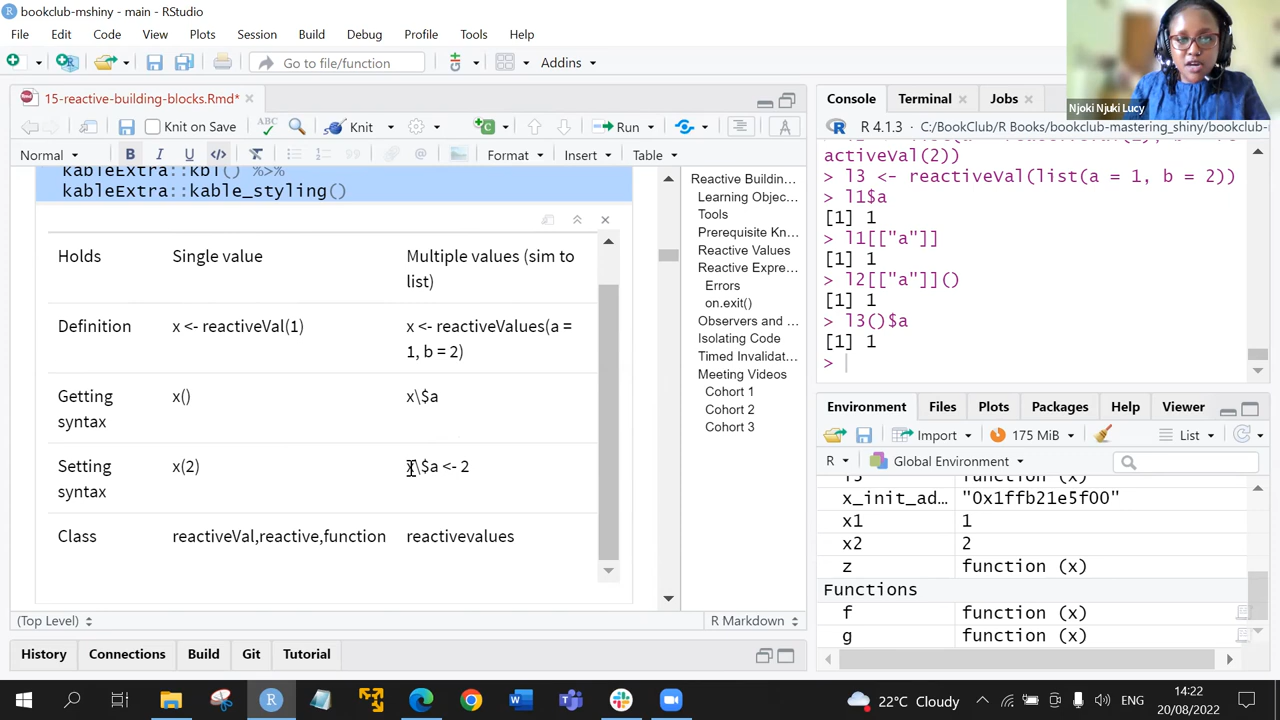 bookclub-mshiny - main - RStudio
File Edit Code View Plots Session Build Debug Profile Tools Help
Go to file/function Addins
15-reactive-building-blocks.Rmd*
Knit on Save ABC Knit Run
Normal B I U Format Insert Table
kableExtra::kbl() %>%
kableExtra::kable_styling()
Holds Single value Multiple values (sim to
list)
Definition x <- reactiveVal(1) x <- reactiveValues(a =
1, b = 2)
Getting x() x\$a
syntax
Setting x(2) x\$a <- 2
syntax
Class reactiveVal,reactive,function reactivevalues
(Top Level) R Markdown
Reactive Buildin...
Learning Objec...
Tools
Prerequisite Kn...
Reactive Values
Reactive Expre...
Errors
on.exit()
Observers and ...
Isolating Code
Timed Invalidat...
Meeting Videos
Cohort 1
Cohort 2
Cohort 3
History Connections Build Git Tutorial
Njoki Njuki Lucy
Console Terminal Jobs
R 4.1.3 · C:/BookClub/R Books/bookclub-mastering_shiny/bookclub-
activeVal(2))
> l3 <- reactiveVal(list(a = 1, b = 2))
> l1$a
[1] 1
> l1[["a"]]
[1] 1
> l2[["a"]]()
[1] 1
> l3()$a
[1] 1
>
Environment Files Plots Packages Help Viewer
Import 175 MiB List
R Global Environment
function (x)
x_init_ad... "0x1ffb21e5f00"
x1 1
x2 2
z function (x)
Functions
f function (x)
g function (x)
22°C Cloudy ENG 14:22
20/08/2022